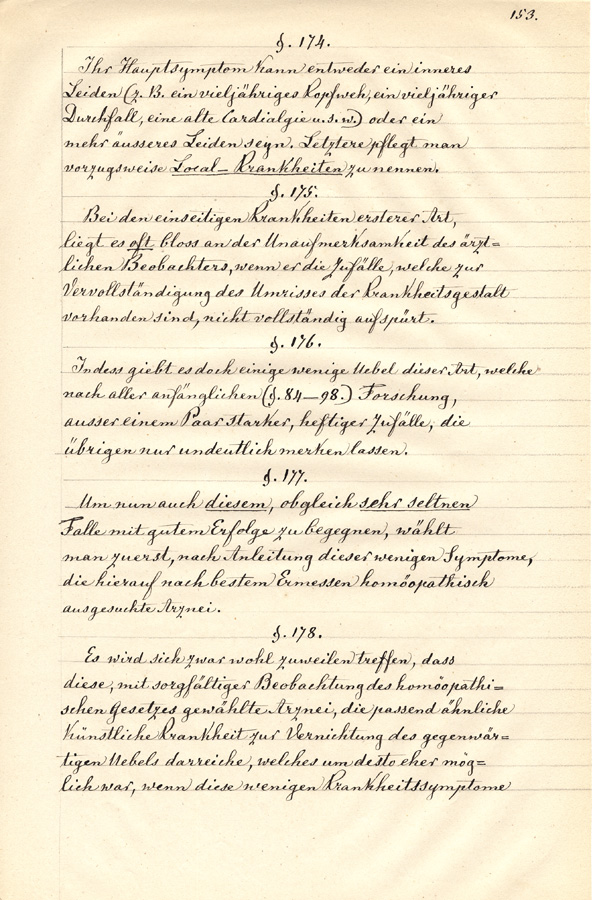 153.
§. 174.
Ihr Hauptsymptom kann entweder ein inneres
Leiden (z. B. ein vieljähriges Kopfweh, ein vieljähriger
Durchfall, eine alte Cardialgie u. s. w.) oder ein
mehr äusseres Leiden seyn. Letztere pflegt man
vorzugsweise Local-Krankheiten zu nennen.
§. 175.
Bei den einseitigen Krankheiten ersterer Art,
liegt es oft bloss an der Unaufmerksamkeit des ärzt=
lichen Beobachters, wenn er die Zufälle, welche zur
Vervollständigung des Umrisses der Krankheitsgestalt
vorhanden sind, nicht vollständig aufspürt.
§. 176.
Indess giebt es doch einige wenige Uebel dieser Art, welche
nach aller anfänglichen (§. 84–98.) Forschung,
ausser einem Paar starker, heftiger Zufälle, die
übrigen nur undeutlich merken lassen.
§. 177.
Um nun auch diesem, obgleich sehr seltnen
Falle mit gutem Erfolge zu begegnen, wählt
man zuerst, nach Anleitung dieser wenigen Symptome,
die hierauf nach bestem Ermessen homöopathisch
ausgesuchte Arznei.
§. 178.
Es wird sich zwar wohl zuweilen treffen, dass
diese, mit sorgfältiger Beobachtung des homöopathi=
schen Gesetzes gewählte Arznei, die passend ähnliche
künstliche Krankheit zur Vernichtung des gegenwär=
tigen Uebels darreiche, welches um desto eher mög=
lich war, wenn diese wenigen Krankheitssymptome